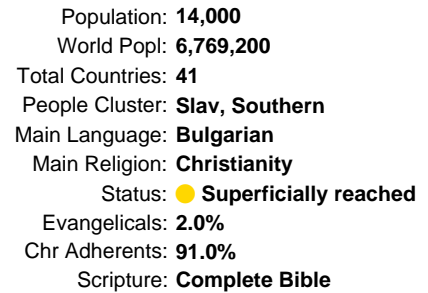 Population: 14,000
World Popl: 6,769,200
Total Countries: 41
People Cluster: Slav, Southern
Main Language: Bulgarian
Main Religion: Christianity
Status: Superficially reached
Evangelicals: 2.0%
Chr Adherents: 91.0%
Scripture: Complete Bible